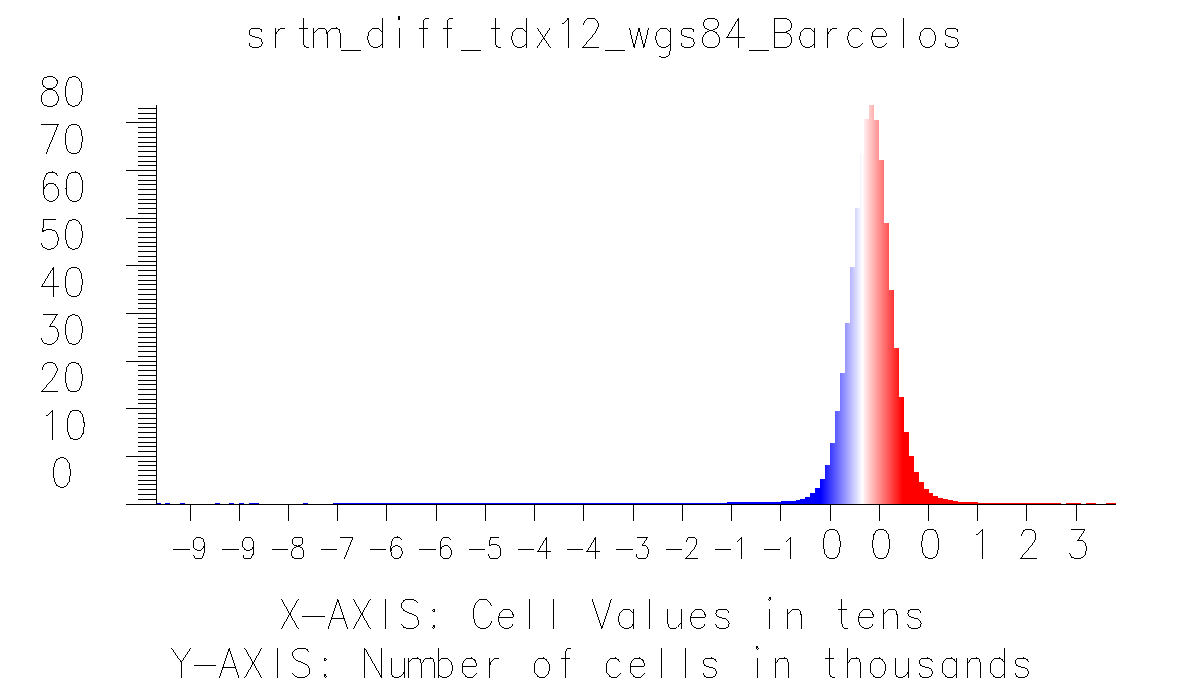 srtm_diff_tdx12_wgs84_Barcelos
80
70
60
50
40
30
20
10
0
-9 -9 -8 -7 -6 -6 -5 -4 -4 -3 -2 -1 -1 0 0 0 1 2 3
X-AXIS: Cell Values in tens
Y-AXIS: Number of cells in thousands